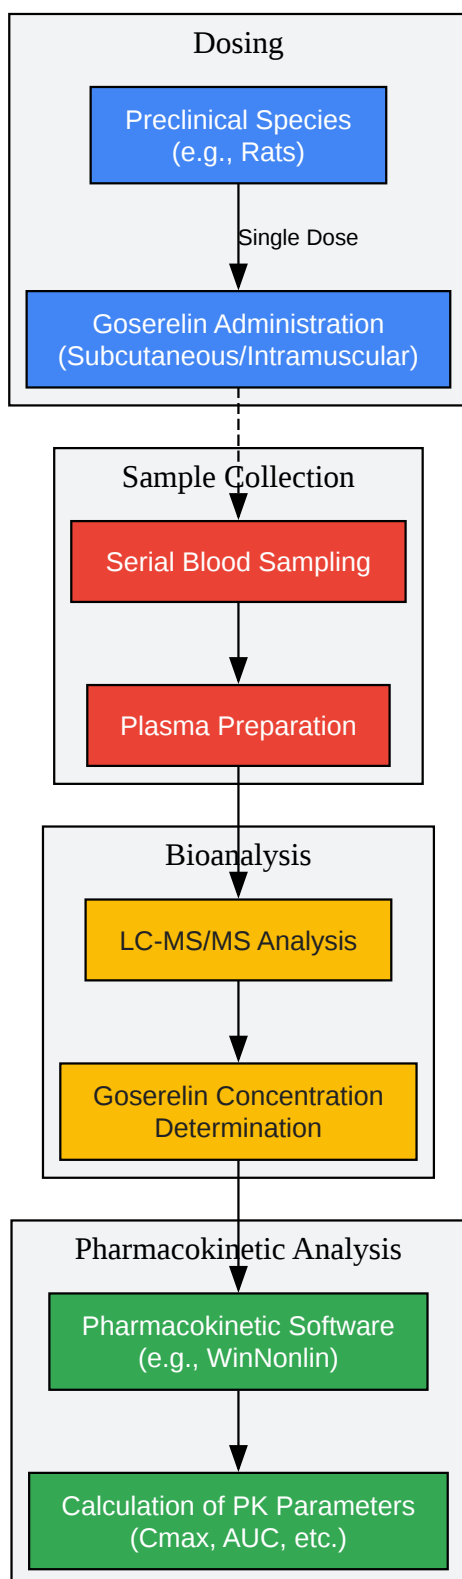 Dosing
Preclinical Species
(e.g., Rats)
Single Dose
Goserelin Administration
(Subcutaneous/Intramuscular)
Sample Collection
Serial Blood Sampling
Plasma Preparation
Bioanalysis
LC-MS/MS Analysis
Goserelin Concentration
Determination
Pharmacokinetic Analysis
Pharmacokinetic Software
(e.g., WinNonlin)
Calculation of PK Parameters
(Cmax, AUC, etc.)